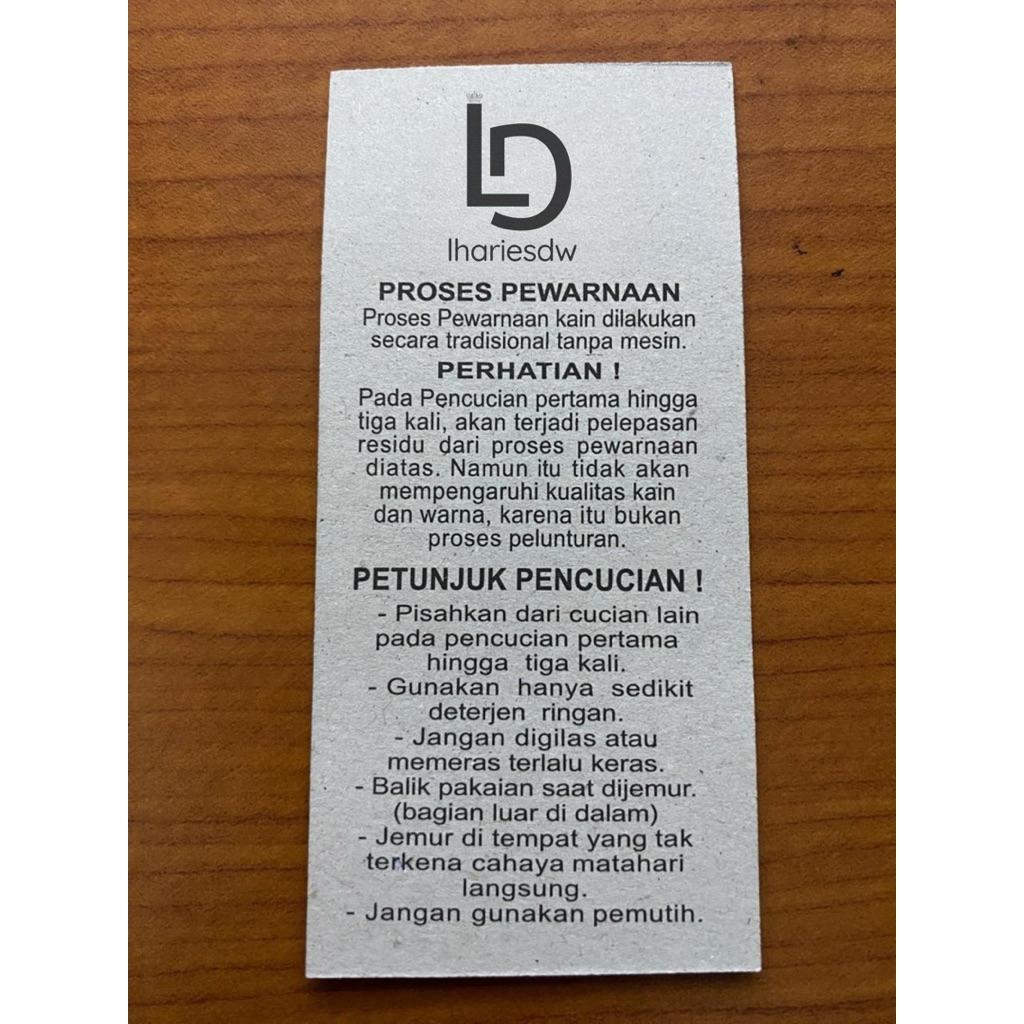 LD
lhariesdw
PROSES PEWARNAAN
Proses Pewarnaan kain dilakukan
secara tradisional tanpa mesin.
PERHATIAN !
Pada Pencucian pertama hingga
tiga kali, akan terjadi pelepasan
residu dari proses pewarnaan
diatas. Namun itu tidak akan
mempengaruhi kualitas kain
dan warna, karena itu bukan
proses pelunturan.
PETUNJUK PENCUCIAN !
- Pisahkan dari cucian lain
pada pencucian pertama
hingga tiga kali.
- Gunakan hanya sedikit
deterjen ringan.
- Jangan digilas atau
memeras terlalu keras.
- Balik pakaian saat dijemur.
(bagian luar di dalam)
- Jemur di tempat yang tak
terkena cahaya matahari
langsung.
- Jangan gunakan pemutih.